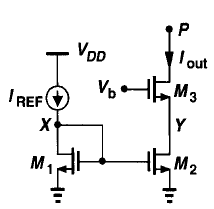 P
V_DD
I_out
I_REF
V_b
M_3
X
Y
M_1
M_2